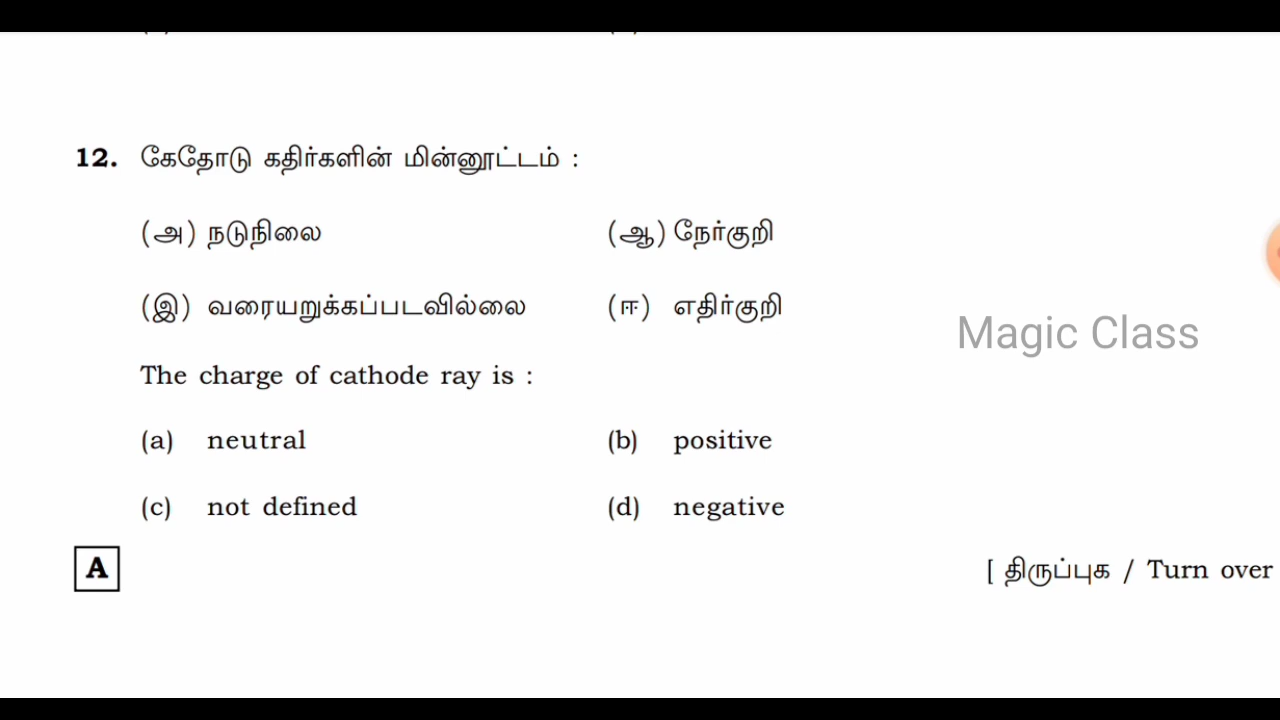 12. கேதோடு கதிர்களின் மின்னூட்டம் :
(அ) நடுநிலை (ஆ) நேர்குறி
(இ) வரையறுக்கப்படவில்லை (ஈ) எதிர்குறி
Magic Class
The charge of cathode ray is :
(a) neutral (b) positive
(c) not defined (d) negative
A [ திருப்புக / Turn over